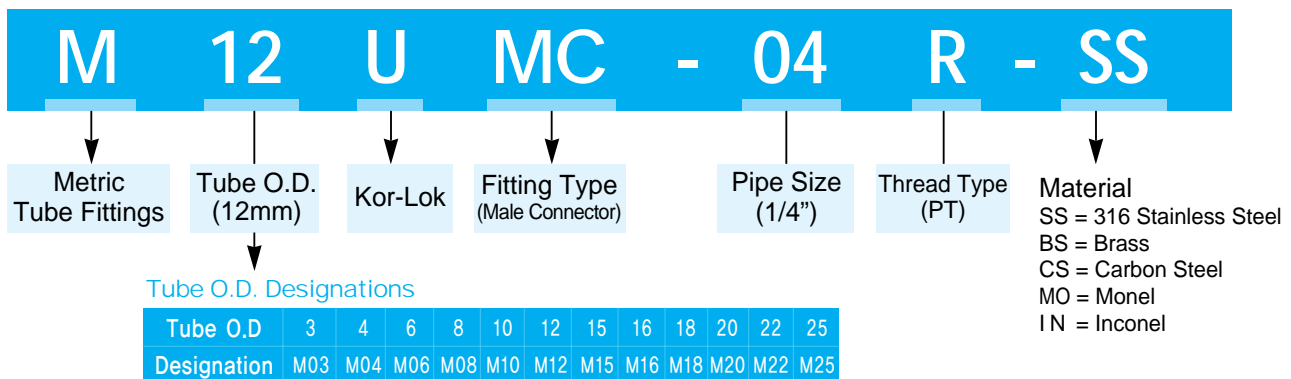 M 12 U MC - 04 R - SS
Metric
Tube Fittings
Tube O.D.
(12mm)
Kor-Lok
Fitting Type
(Male Connector)
Pipe Size
(1/4”)
Thread Type
(PT)
Material
SS = 316 Stainless Steel
BS = Brass
CS = Carbon Steel
MO = Monel
IN = Inconel
Tube O.D. Designations
Tube O.D 3 4 6 8 10 12 15 16 18 20 22 25
Designation M03 M04 M06 M08 M10 M12 M15 M16 M18 M20 M22 M25